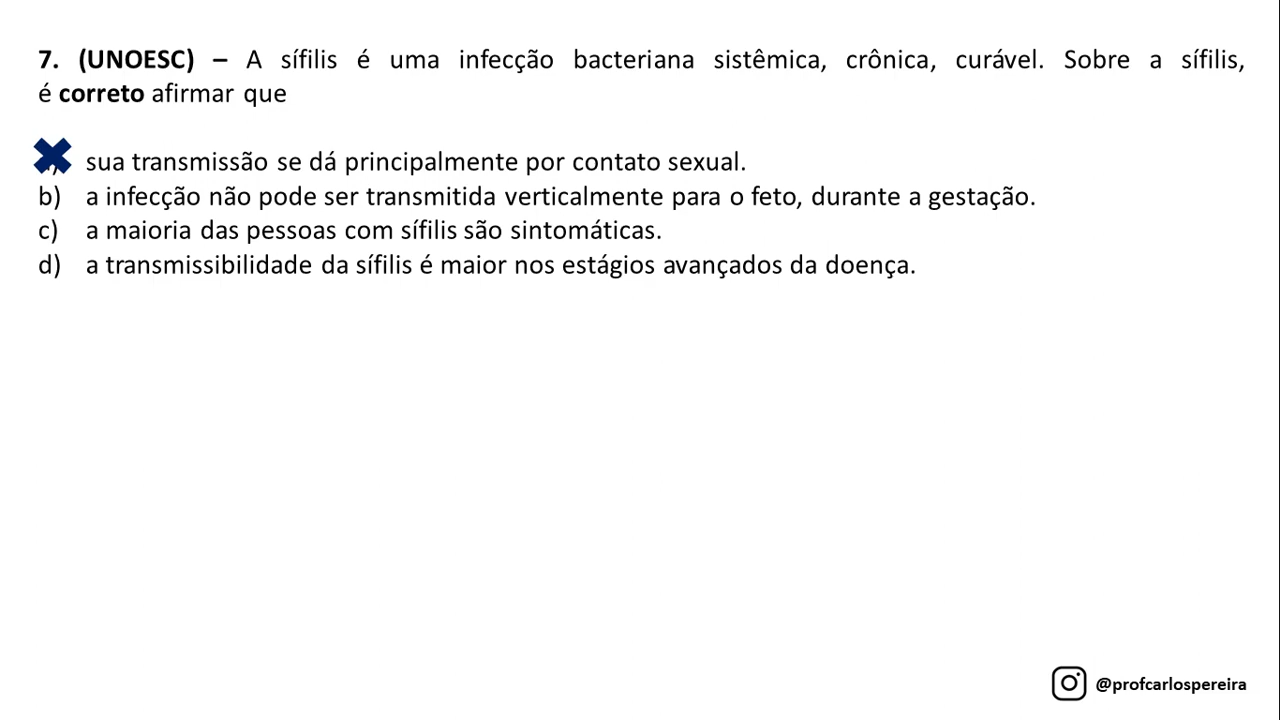 7. (UNOESC) – A sífilis é uma infecção bacteriana sistêmica, crônica, curável. Sobre a sífilis,
é correto afirmar que
sua transmissão se dá principalmente por contato sexual.
b) a infecção não pode ser transmitida verticalmente para o feto, durante a gestação.
c) a maioria das pessoas com sífilis são sintomáticas.
d) a transmissibilidade da sífilis é maior nos estágios avançados da doença.
@profcarlospereira